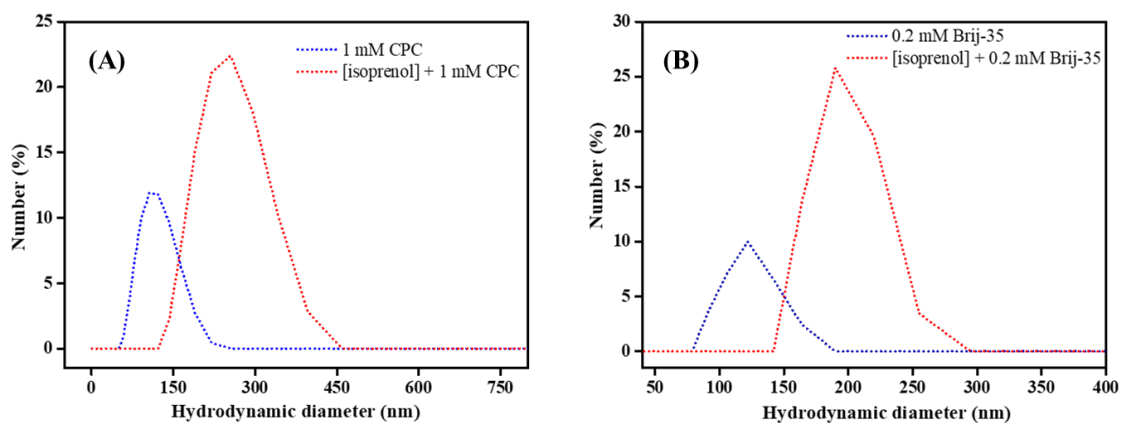 (A)
1 mM CPC
[isoprenol] + 1 mM CPC
Number (%)
25
20
15
10
5
0
0 150 300 450 600 750
Hydrodynamic diameter (nm)
(B)
0.2 mM Brij-35
[isoprenol] + 0.2 mM Brij-35
Number (%)
30
25
20
15
10
5
0
50 100 150 200 250 300 350 400
Hydrodynamic diameter (nm)